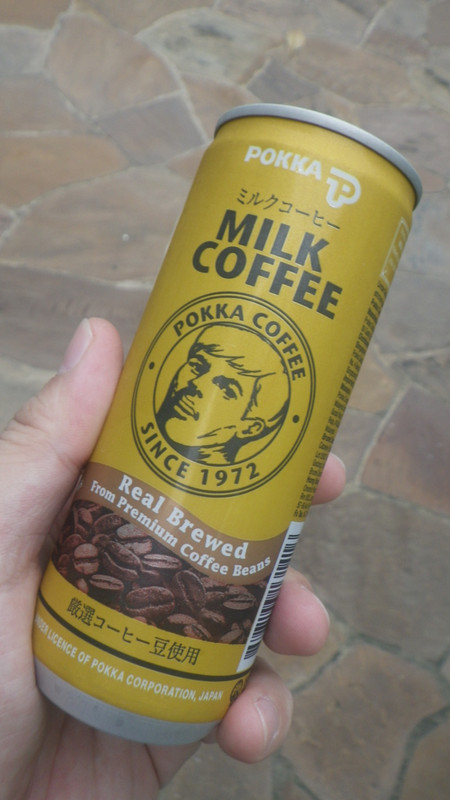 POKKA
ミルクコーヒー
MILK
COFFEE
POKKA COFFEE
SINCE 1972
Real Brewed
From Premium Coffee Beans
厳選コーヒー豆使用
LICENCE OF POKKA CORPORATION, JAPAN